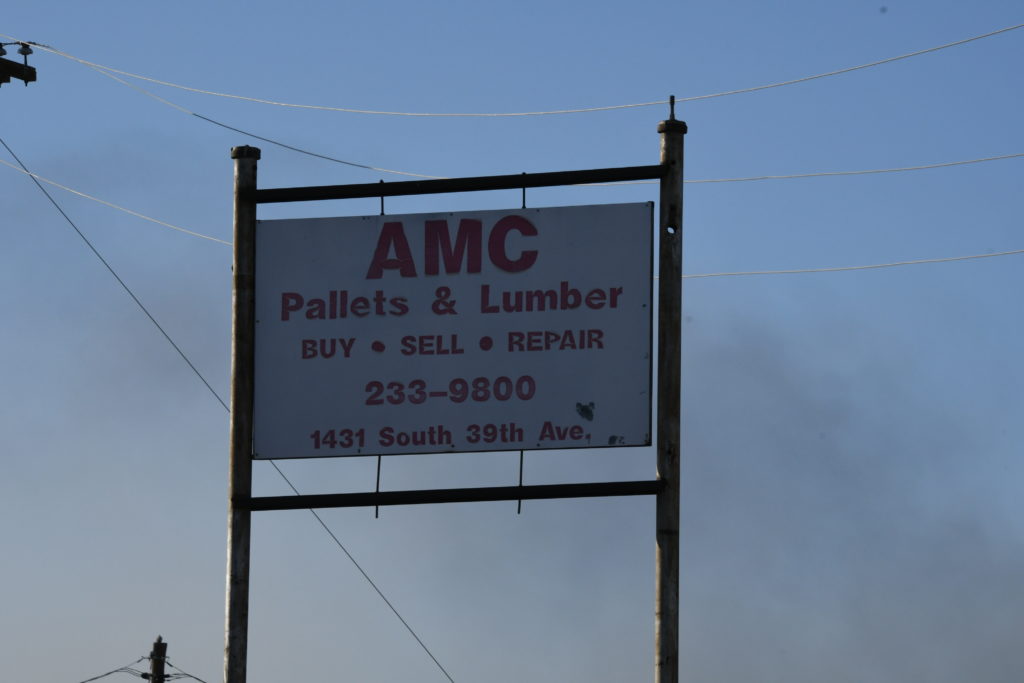 AMC
Pallets & Lumber
BUY • SELL • REPAIR
233-9800
1431 South 39th Ave.